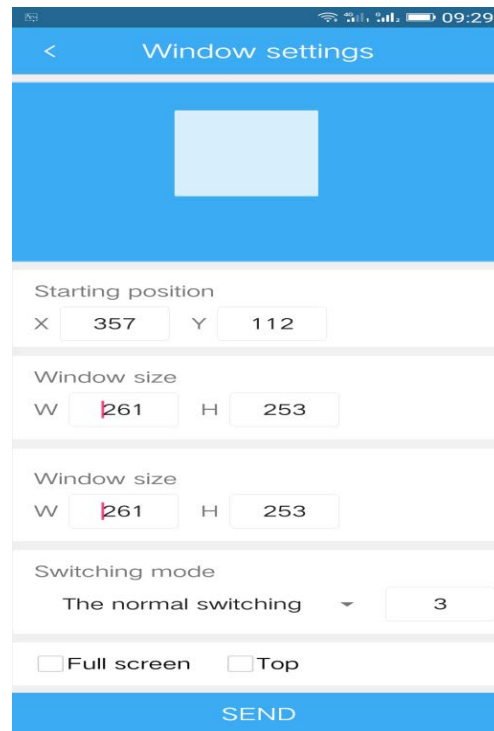 09:29
< Window settings
Starting position
X 357 Y 112
Window size
W 261 H 253
Window size
W 261 H 253
Switching mode
The normal switching 3
Full screen Top
SEND